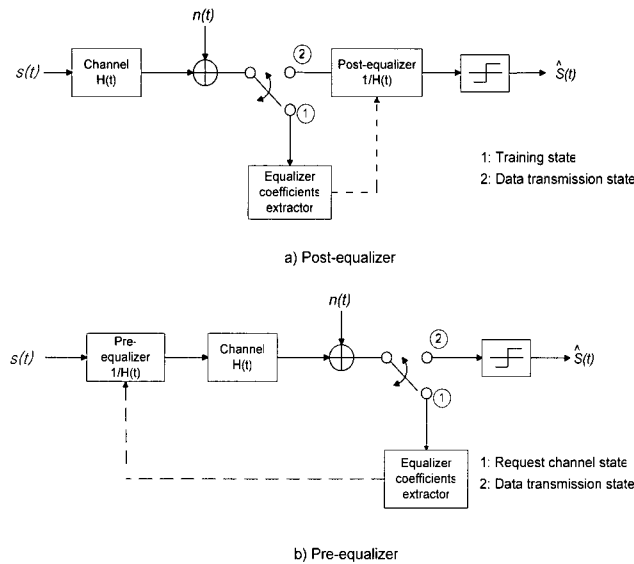 n(t)
s(t)
Channel
H(t)
2
Post-equalizer
1/H(t)
Ŝ(t)
1
Equalizer
coefficients
extractor
1: Training state
2: Data transmission state
a) Post-equalizer
n(t)
s(t)
Pre-
equalizer
1/H(t)
Channel
H(t)
2
Ŝ(t)
1
Equalizer
coefficients
extractor
1: Request channel state
2: Data transmission state
b) Pre-equalizer